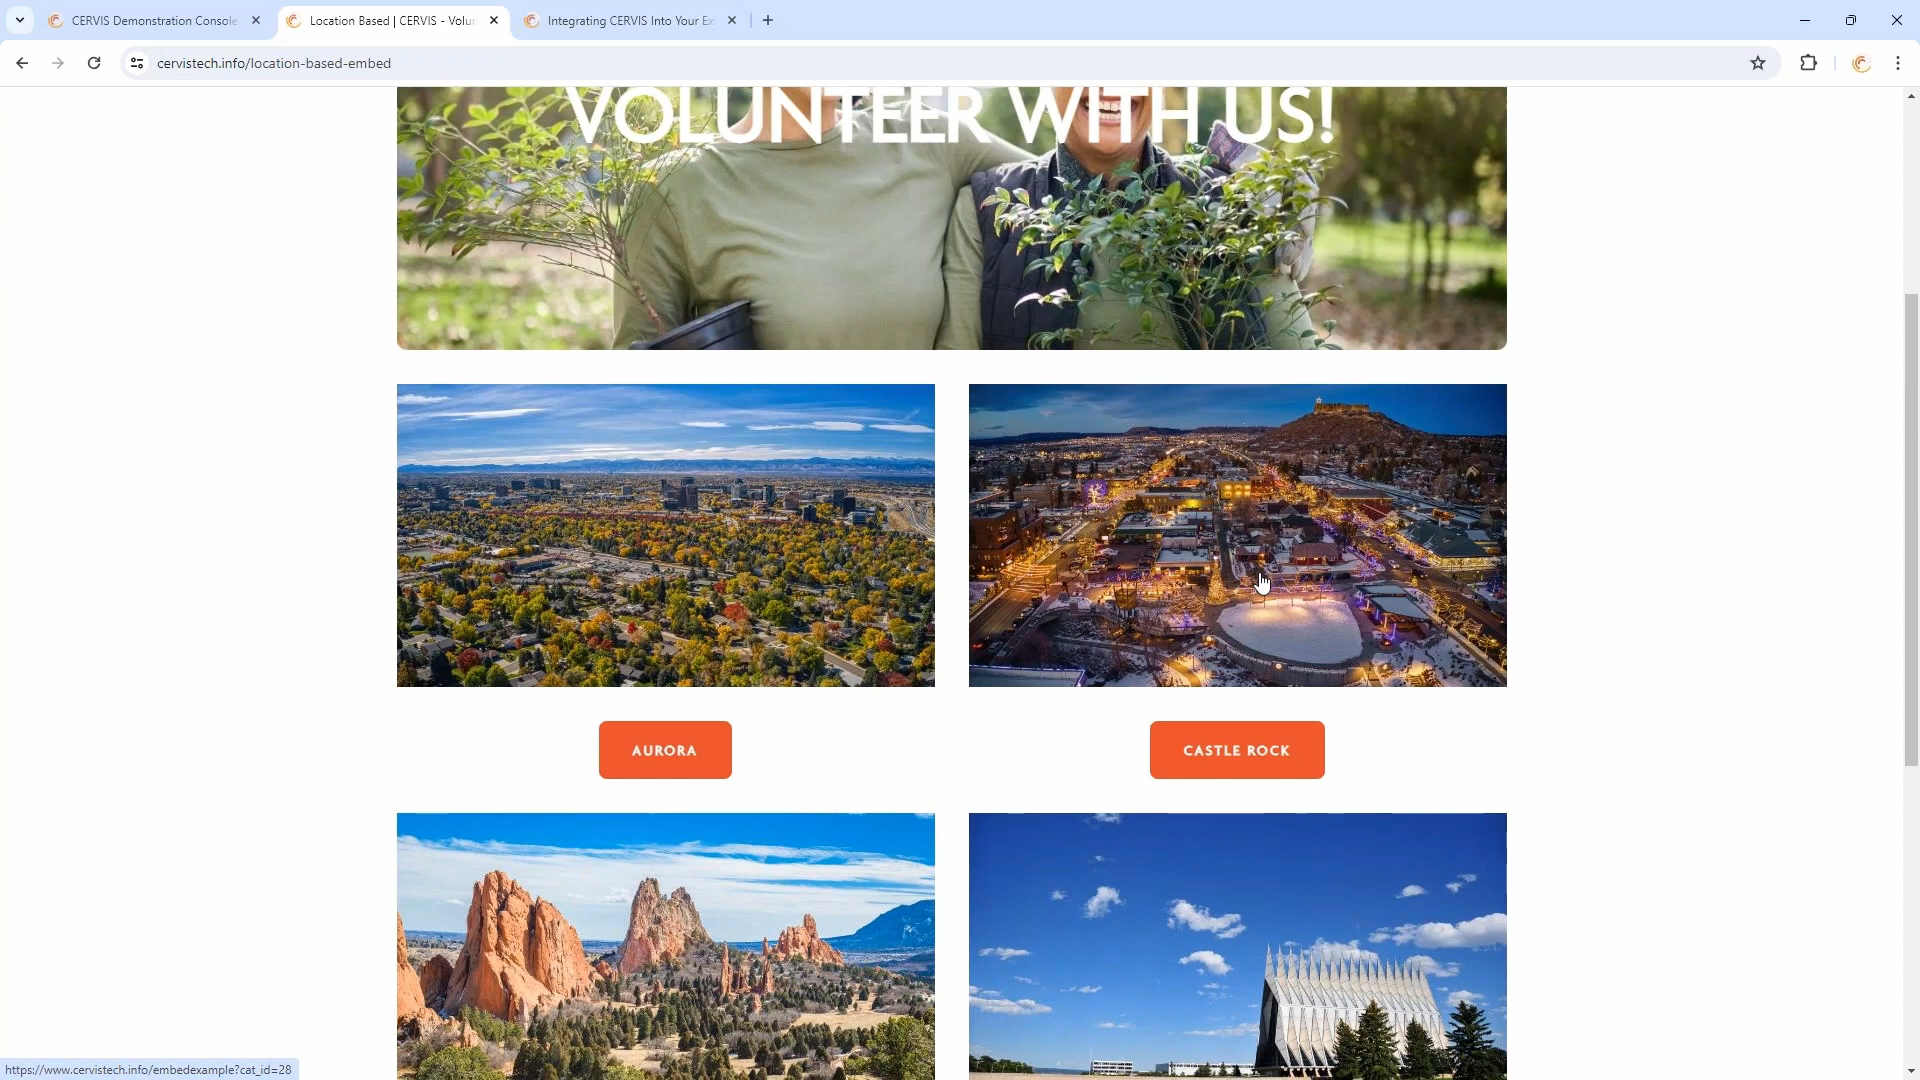 CERVIS Demonstration Console
Location Based | CERVIS - Volu
Integrating CERVIS Into Your Ex
cervistech.info/location-based-embed
VOLUNTEER WITH US!
AURORA
CASTLE ROCK
https://www.cervistech.info/embedexample?cat_id=28